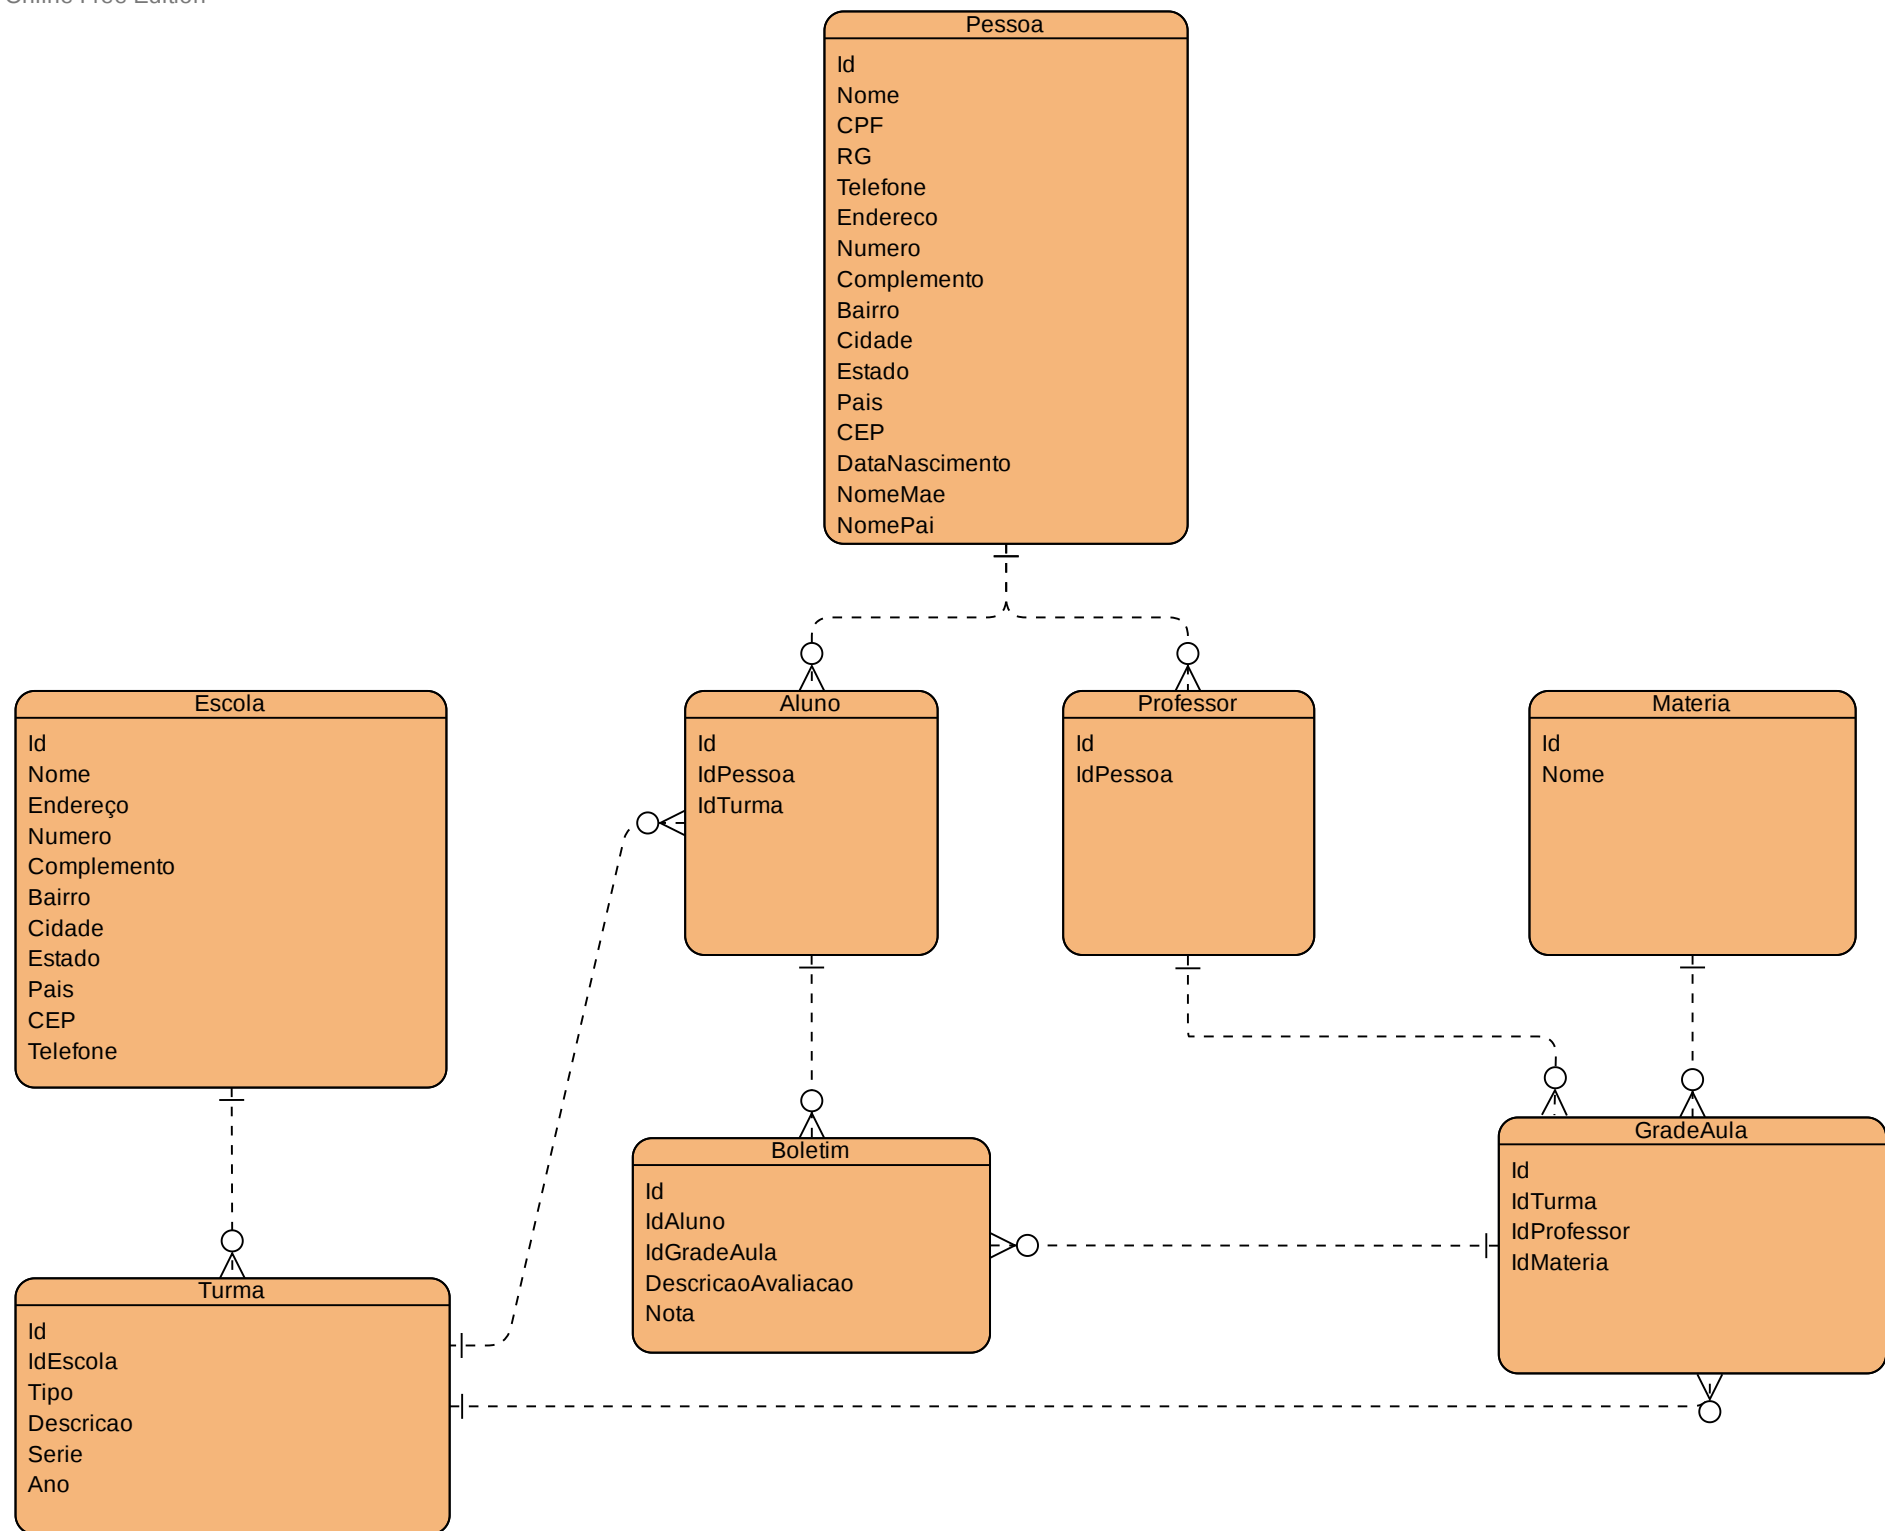 Online Free Edition
Pessoa
Id
Nome
CPF
RG
Telefone
Endereco
Numero
Complemento
Bairro
Cidade
Estado
Pais
CEP
DataNascimento
NomeMae
NomePai
Escola
Id
Nome
Endereço
Numero
Complemento
Bairro
Cidade
Estado
Pais
CEP
Telefone
Aluno
Id
IdPessoa
IdTurma
Professor
Id
IdPessoa
Materia
Id
Nome
Boletim
Id
IdAluno
IdGradeAula
DescricaoAvaliacao
Nota
GradeAula
Id
IdTurma
IdProfessor
IdMateria
Turma
Id
IdEscola
Tipo
Descricao
Serie
Ano